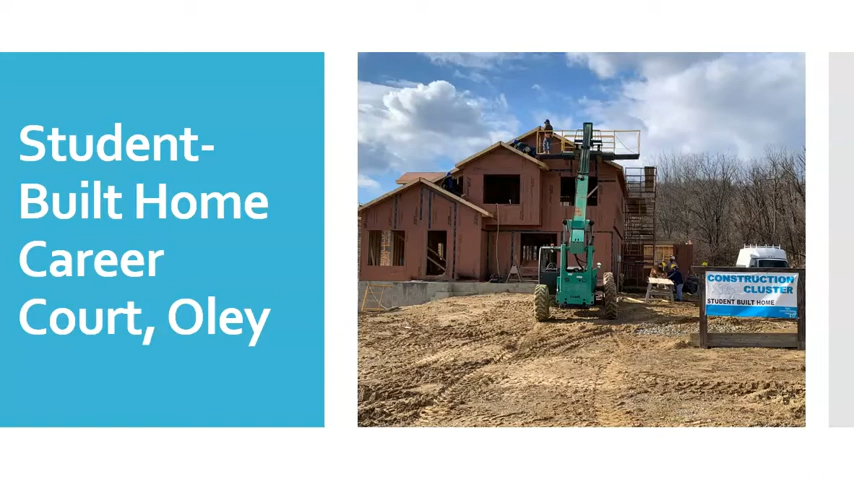 Student-
Built Home
Career
Court, Oley
CONSTRUCTION
CLUSTER
STUDENT BUILT HOME